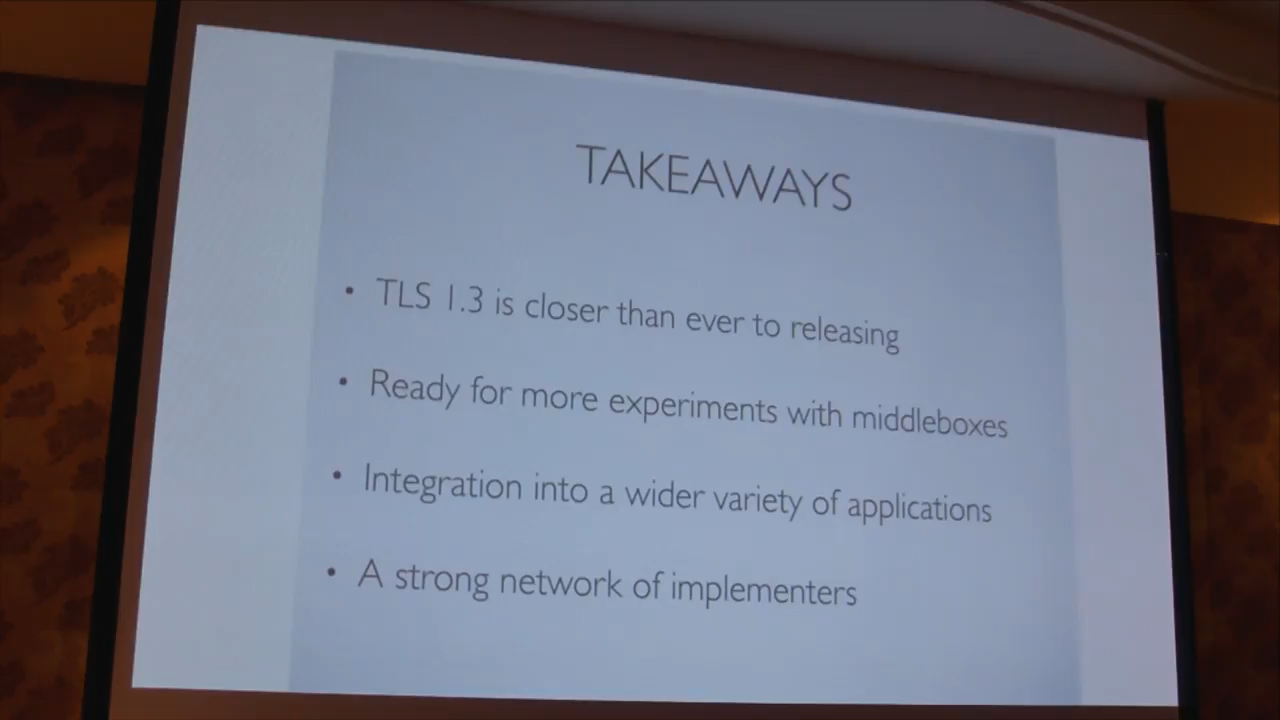 TAKEAWAYS
• TLS 1.3 is closer than ever to releasing
• Ready for more experiments with middleboxes
• Integration into a wider variety of applications
• A strong network of implementers